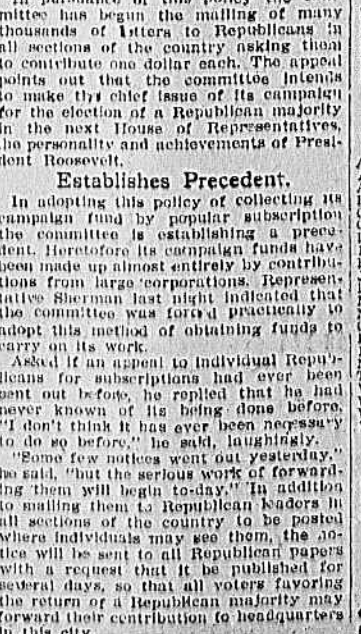 mittee has begun the mailing of many
thousands of letters to Republicans in
all sections of the country asking them
to contribute one dollar each. The appeal
points out that the committee intends
to make the chief issue of its campaign
for the election of a Republican majority
in the next House of Representatives,
the personality and achievements of Presi-
dent Roosevelt.
Establishes Precedent.
In adopting this policy of collecting its
campaign fund by popular subscription
the committee is establishing a prece-
dent. Heretofore its campaign funds have
been made up almost entirely by contribu-
tions from large corporations. Represen-
tative Sherman last night indicated that
the committee was forced practically to
adopt this method of obtaining funds to
carry on its work.
Asked if an appeal to individual Repub-
licans for subscriptions had ever been
sent out before, he replied that he had
never known of its being done before.
"I don't think it has ever been necessary
to do so before," he said, laughingly.
"Some few notices went out yesterday,"
he said, "but the serious work of forward-
ing them will begin to-day." In addition
to mailing them to Republican leaders in
all sections of the country to be posted
where individuals may see them, the no-
tice will be sent to all Republican papers
with a request that it be published for
several days, so that all voters favoring
the return of a Republican majority may
forward their contribution to headquarters
in this city.